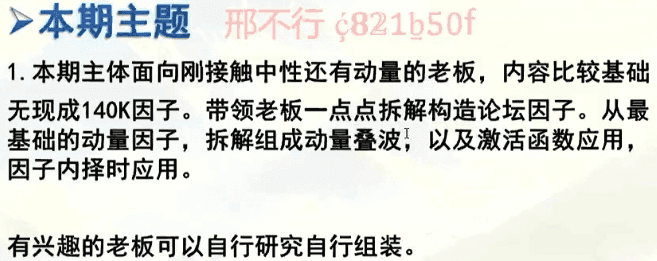 ➢本期主题 邢不行 ḉ821b̲50f
1.本期主体面向刚接触中性还有动量的老板，内容比较基础
无现成140K因子。带领老板一点点拆解构造论坛因子。从最
基础的动量因子，拆解组成动量叠波，以及激活函数应用，
因子内择时应用。
有兴趣的老板可以自行研究自行组装。